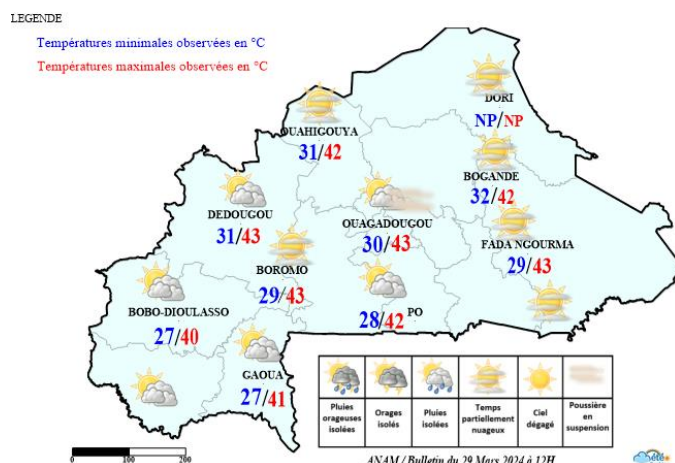 LEGENDE
Températures minimales observées en °C
Températures maximales observées en °C
DORI
NP/NP
OUAHIGOUYA
31/42
BOGANDE
32/42
DEDOUGOU
31/43
OUAGADOUGOU
30/43
FADA NGOURMA
29/43
BOROMO
29/43
PO
28/42
BOBO-DIOULASSO
27/40
GAOUA
27/41
Pluies orageuses isolées
Orages isolés
Pluies isolées
Temps partiellement nuageux
Ciel dégagé
Poussière en suspension
0 100 200
ANAM / Bulletin du 29 Mars 2024 à 12H